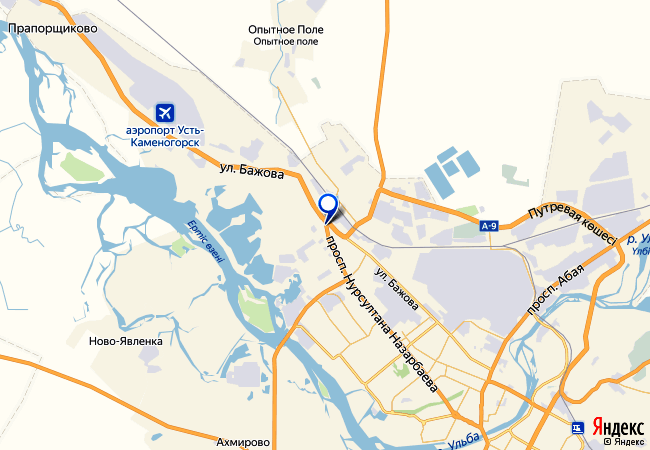 Прапорщиково
Опытное Поле
Опытное поле
аэропорт Усть-
Каменогорск
ул. Бажова
Ертіс өзені
А-9
Путревая көшесі
р. Ул
Үлбі
просп. Нурсултана Назарбаева
ул. Бажова
просп. Абая
Ново-Явленка
Ахмирово
Ульба
Яндекс
© Яндекс